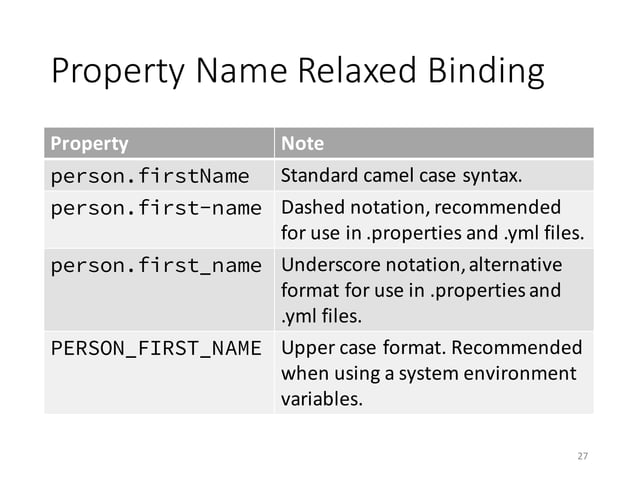 Property Name Relaxed Binding
Property Note
person.firstName Standard camel case syntax.
person.first-name Dashed notation, recommended
for use in .properties and .yml files.
person.first_name Underscore notation, alternative
format for use in .properties and
.yml files.
PERSON_FIRST_NAME Upper case format. Recommended
when using a system environment
variables.
27